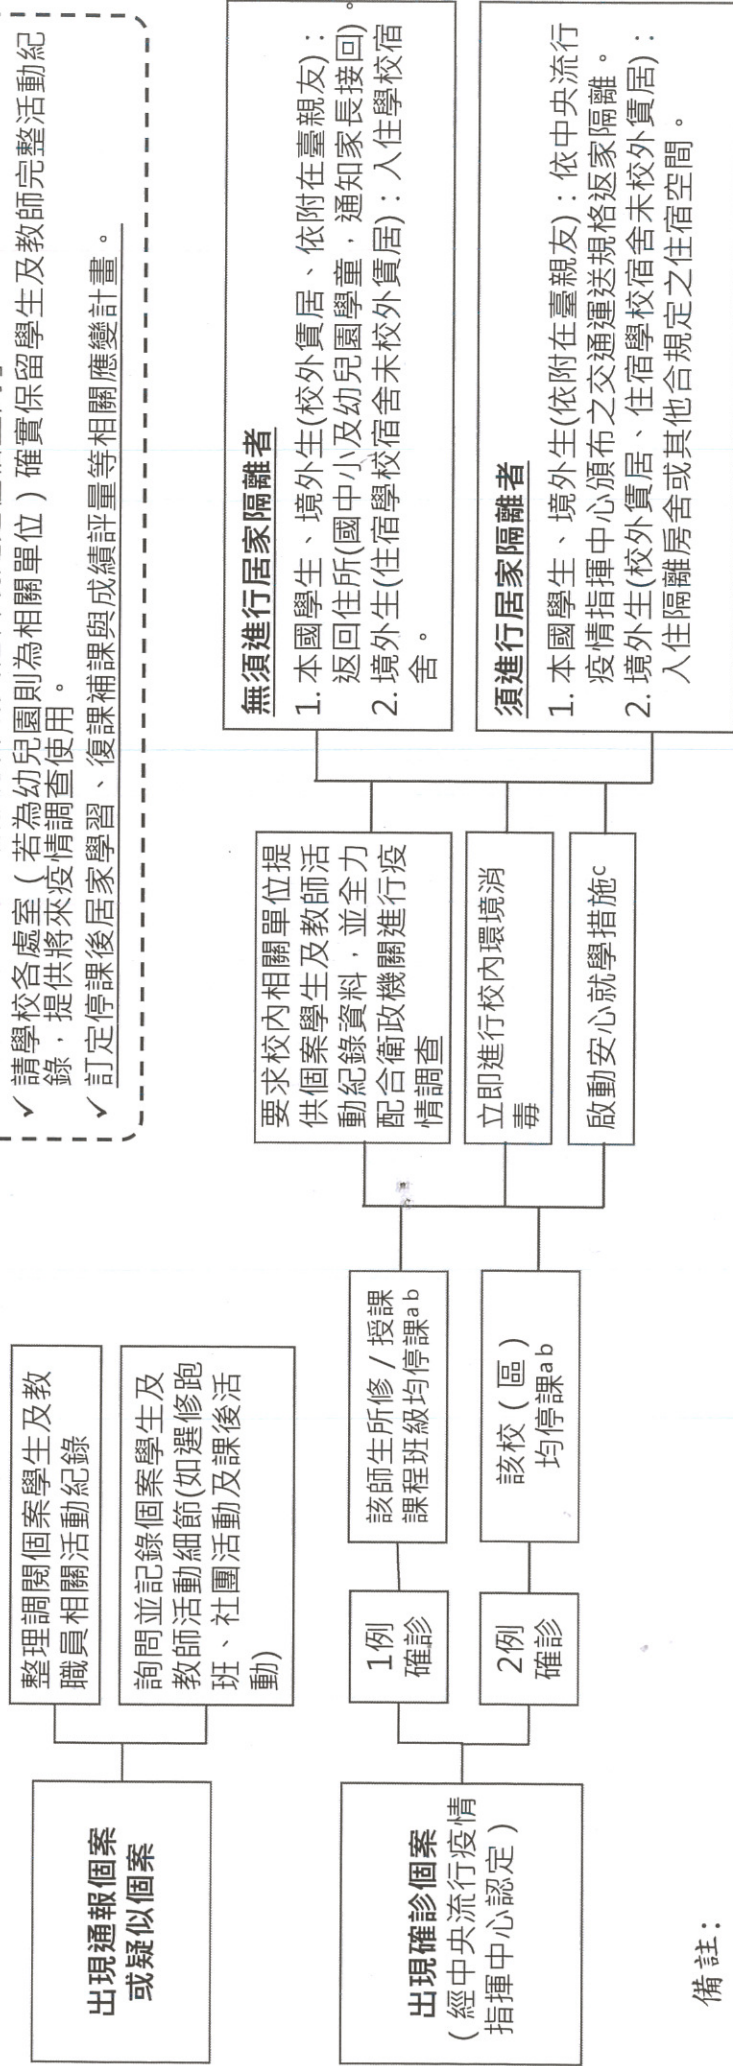 ✓ 請學校各處室（若為幼兒園則為相關單位）確實保留學生及教師完整活動紀
錄，提供將來疫情調查使用。
✓ 訂定停課後居家學習、復課補課與成績評量等相關應變計畫。
出現通報個案
或疑似個案
整理調閱個案學生及教
職員相關活動紀錄
詢問並記錄個案學生及
教師活動細節(如選修跑
班、社團活動及課後活
動)
出現確診個案
（經中央流行疫情
指揮中心認定）
1例
確診
2例
確診
該師生所修/授課
課程班級均停課ab
該校（區）
均停課ab
要求校內相關單位提
供個案學生及教師活
動紀錄資料，並全力
配合衛政機關進行疫
情調查
立即進行校內環境消
毒
啟動安心就學措施c
無須進行居家隔離者
1. 本國學生、境外生(校外賃居、依附在臺親友)：
返回住所(國中小及幼兒園學童，通知家長接回)。
2. 境外生(住宿學校宿舍未校外賃居)：入住學校宿
舍。
須進行居家隔離者
1. 本國學生、境外生(依附在臺親友)：依中央流行
疫情指揮中心頒布之交通運送規格返家隔離。
2. 境外生(校外賃居、住宿學校宿舍未校外賃居)：
入住隔離房舍或其他合規定之住宿空間。
備註：